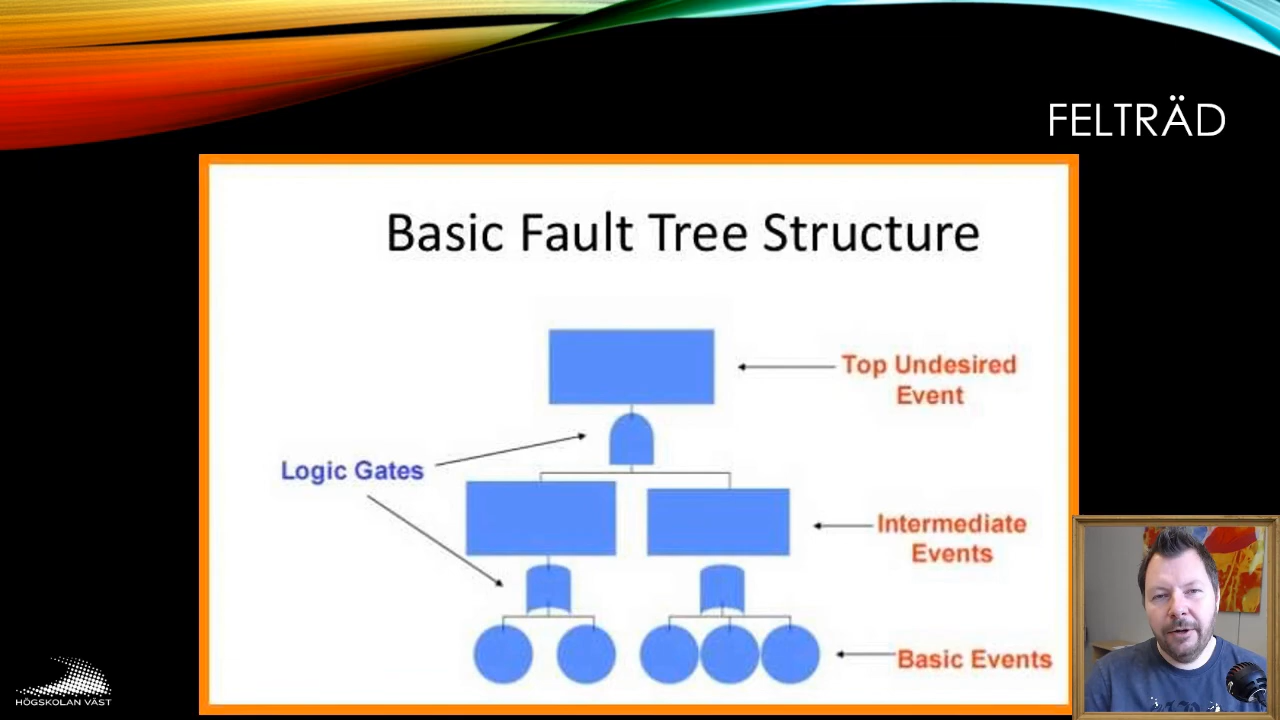 FELTRÄD
Basic Fault Tree Structure
Top Undesired
Event
Logic Gates
Intermediate
Events
Basic Events
HÖGSKOLAN VÄST